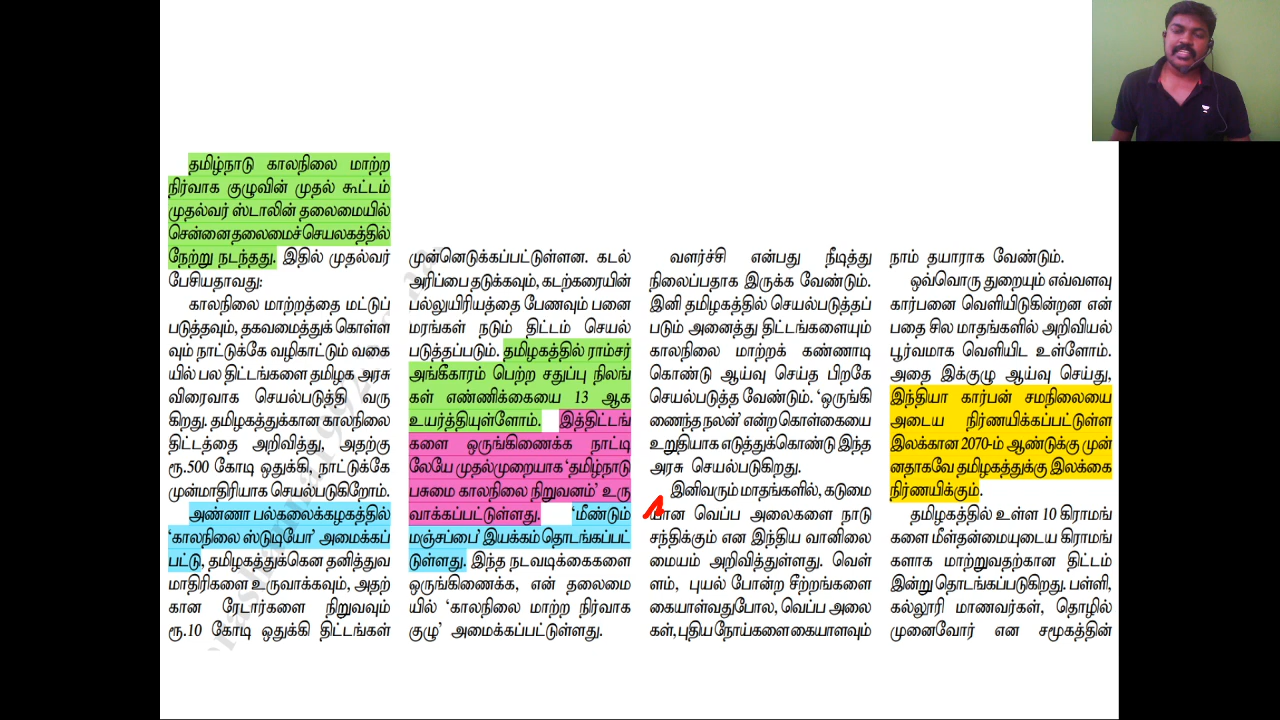 தமிழ்நாடு காலநிலை மாற்ற
நிர்வாக குழுவின் முதல் கூட்டம்
முதல்வர் ஸ்டாலின் தலைமையில்
சென்னை தலைமைச் செயலகத்தில்
நேற்று நடந்தது. இதில் முதல்வர்
பேசியதாவது:
காலநிலை மாற்றத்தை மட்டுப்
படுத்தவும், தகவமைத்துக் கொள்ள
வும் நாட்டுக்கே வழிகாட்டும் வகை
யில் பல திட்டங்களை தமிழக அரசு
விரைவாக செயல்படுத்தி வரு
கிறது. தமிழகத்துக்கான காலநிலை
திட்டத்தை அறிவித்து, அதற்கு
ரூ.500 கோடி ஒதுக்கி, நாட்டுக்கே
முன்மாதிரியாக செயல்படுகிறோம்.
அண்ணா பல்கலைக்கழகத்தில்
‘காலநிலை ஸ்டுடியோ’ அமைக்கப்
பட்டு, தமிழகத்துக்கென தனித்துவ
மாதிரிகளை உருவாக்கவும், அதற்
கான ரேடார்களை நிறுவவும்
ரூ.10 கோடி ஒதுக்கி திட்டங்கள்
முன்னெடுக்கப்பட்டுள்ளன. கடல்
அரிப்பை தடுக்கவும், கடற்கரையின்
பல்லுயிரியத்தை பேணவும் பனை
மரங்கள் நடும் திட்டம் செயல்
படுத்தப்படும். தமிழகத்தில் ராம்சர்
அங்கீகாரம் பெற்ற சதுப்பு நிலங்
கள் எண்ணிக்கையை 13 ஆக
உயர்த்தியுள்ளோம். இத்திட்டங்
களை ஒருங்கிணைக்க நாட்டி
லேயே முதல்முறையாக ‘தமிழ்நாடு
பசுமை காலநிலை நிறுவனம்’ உரு
வாக்கப்பட்டுள்ளது. ‘மீண்டும்
மஞ்சப்பை’ இயக்கம் தொடங்கப்பட்
டுள்ளது. இந்த நடவடிக்கைகளை
ஒருங்கிணைக்க, என் தலைமை
யில் ‘காலநிலை மாற்ற நிர்வாக
குழு’ அமைக்கப்பட்டுள்ளது.
வளர்ச்சி என்பது நீடித்து
நிலைப்பதாக இருக்க வேண்டும்.
இனி தமிழகத்தில் செயல்படுத்தப்
படும் அனைத்து திட்டங்களையும்
காலநிலை மாற்றக் கண்ணாடி
கொண்டு ஆய்வு செய்த பிறகே
செயல்படுத்த வேண்டும். ‘ஒருங்கி
ணைந்த நலன்’ என்ற கொள்கையை
உறுதியாக எடுத்துக்கொண்டு இந்த
அரசு செயல்படுகிறது.
இனிவரும் மாதங்களில், கடுமை
யான வெப்ப அலைகளை நாடு
சந்திக்கும் என இந்திய வானிலை
மையம் அறிவித்துள்ளது. வெள்
ளம், புயல் போன்ற சீற்றங்களை
கையாள்வதுபோல, வெப்ப அலை
கள், புதிய நோய்களை கையாளவும்
நாம் தயாராக வேண்டும்.
ஒவ்வொரு துறையும் எவ்வளவு
கார்பனை வெளியிடுகின்றன என்
பதை சில மாதங்களில் அறிவியல்
பூர்வமாக வெளியிட உள்ளோம்.
அதை இக்குழு ஆய்வு செய்து,
இந்தியா கார்பன் சமநிலையை
அடைய நிர்ணயிக்கப்பட்டுள்ள
இலக்கான 2070-ம் ஆண்டுக்கு முன்
னதாகவே தமிழகத்துக்கு இலக்கை
நிர்ணயிக்கும்.
தமிழகத்தில் உள்ள 10 கிராமங்
களை மீள்தன்மையுடைய கிராமங்
களாக மாற்றுவதற்கான திட்டம்
இன்று தொடங்கப்படுகிறது. பள்ளி,
கல்லூரி மாணவர்கள், தொழில்
முனைவோர் என சமூகத்தின்